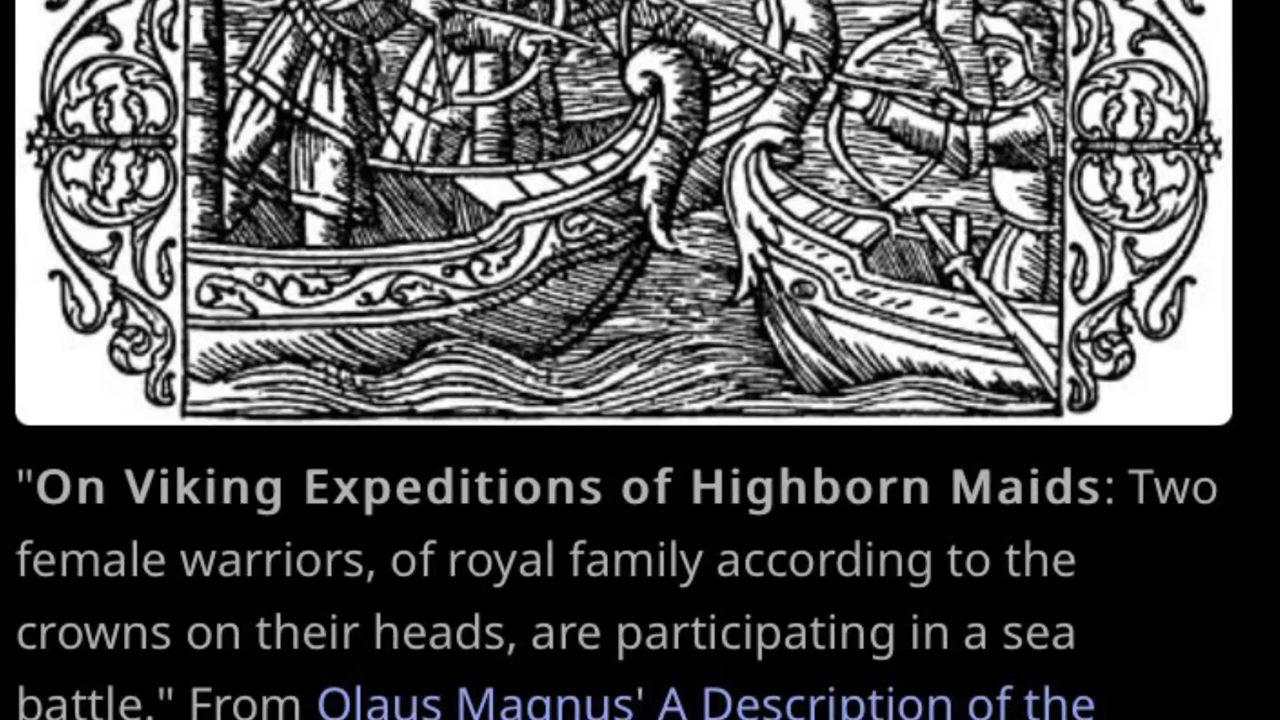 "On Viking Expeditions of Highborn Maids: Two
female warriors, of royal family according to the
crowns on their heads, are participating in a sea
battle." From Olaus Magnus' A Description of the